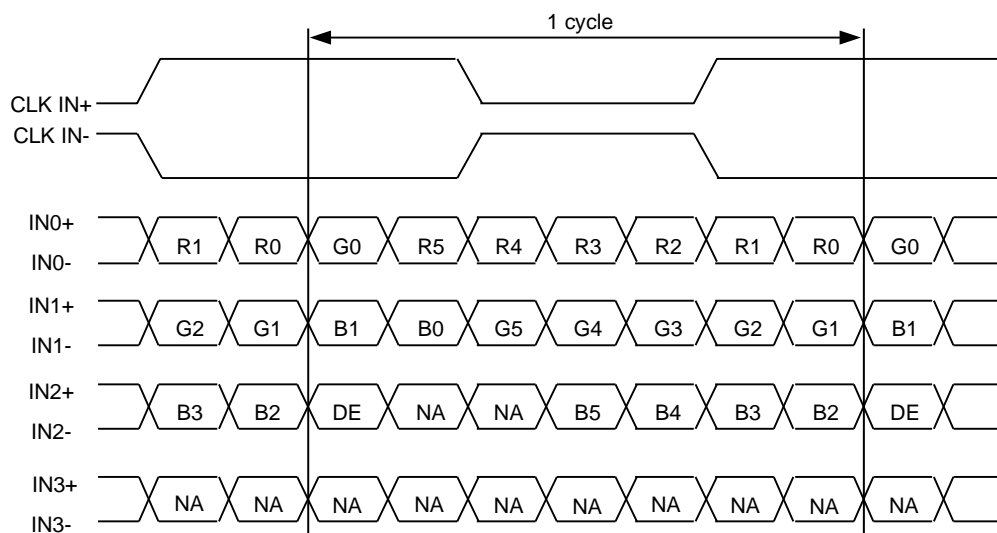 1 cycle
CLK IN+
CLK IN-
IN0+
R1 R0 G0 R5 R4 R3 R2 R1 R0 G0
IN0-
IN1+
G2 G1 B1 B0 G5 G4 G3 G2 G1 B1
IN1-
IN2+
B3 B2 DE NA NA B5 B4 B3 B2 DE
IN2-
IN3+
NA NA NA NA NA NA NA NA NA NA
IN3-